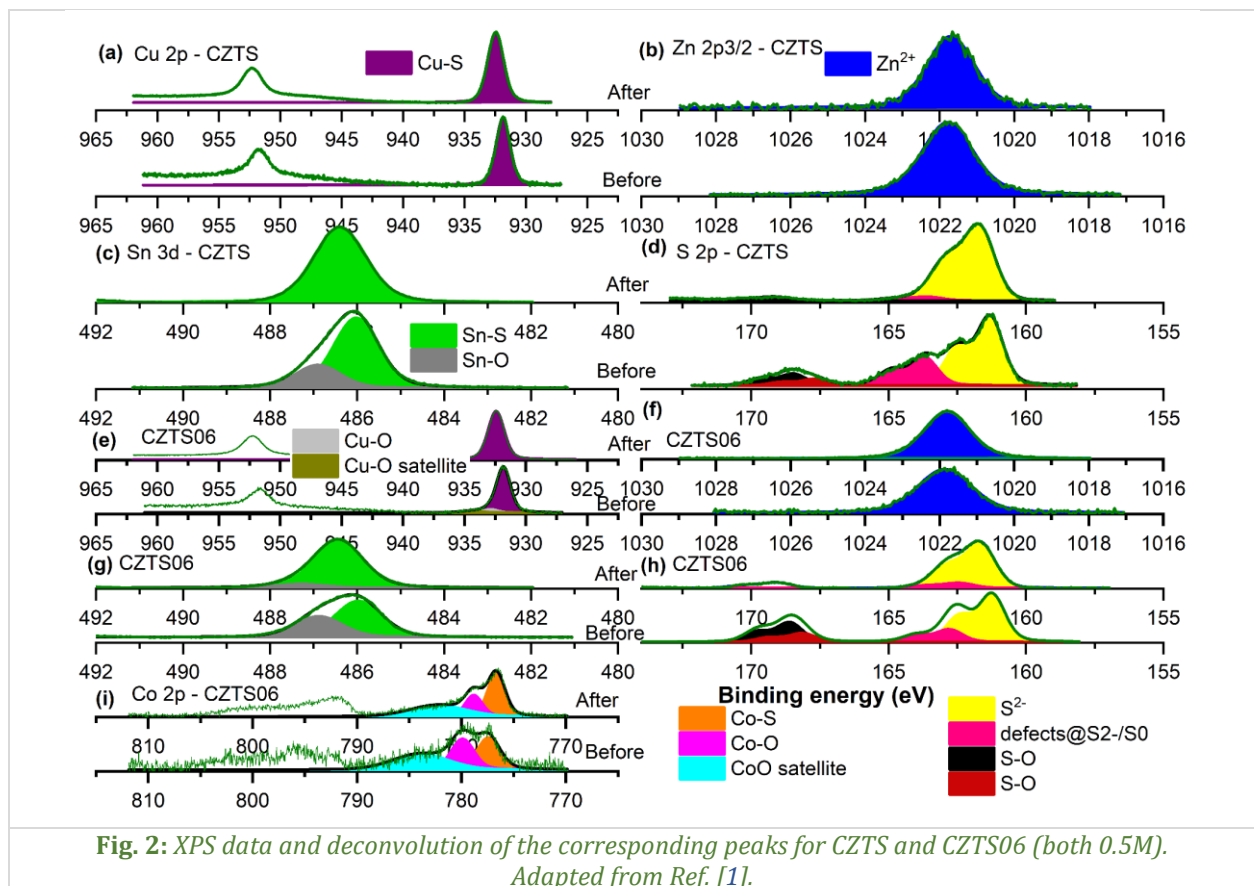 (a) Cu 2p - CZTS
Cu-S
After
965 960 955 950 945 940 935 930 925
Before
965 960 955 950 945 940 935 930 925
(b) Zn 2p3/2 - CZTS
Zn2+
1030 1028 1026 1024 1022 1020 1018 1016
1030 1028 1026 1024 1022 1020 1018 1016
(c) Sn 3d - CZTS
After
492 490 488 486 484 482 480
Sn-S
Sn-O
Before
492 490 488 486 484 482 480
(d) S 2p - CZTS
170 165 160 155
170 165 160 155
(e) CZTS06
Cu-O
Cu-O satellite
After
965 960 955 950 945 940 935 930 925
Before
965 960 955 950 945 940 935 930 925
(f)
CZTS06
1030 1028 1026 1024 1022 1020 1018 1016
1030 1028 1026 1024 1022 1020 1018 1016
(g) CZTS06
After
492 490 488 486 484 482 480
Before
492 490 488 486 484 482 480
(h) CZTS06
170 165 160 155
170 165 160 155
(i) Co 2p - CZTS06
After
810 800 790 780 770
Before
810 800 790 780 770
Binding energy (eV)
Co-S
Co-O
CoO satellite
S2-
defects@S2-/S0
S-O
S-O
Fig. 2: XPS data and deconvolution of the corresponding peaks for CZTS and CZTS06 (both 0.5M).
Adapted from Ref. [1].